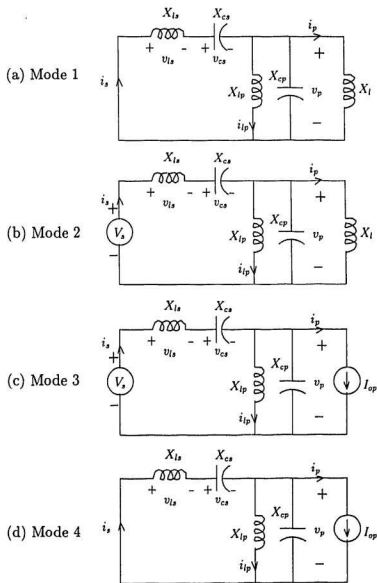 X_ls X_cs
i_p
+ - + -
v_ls v_cs
+
(a) Mode 1
i_s
X_lp X_cp v_p X_l
i_lp
-
X_ls X_cs
i_p
+ - + -
v_ls v_cs
i_s
+
+
(b) Mode 2
V_s
X_lp X_cp v_p X_l
-
i_lp
-
X_ls X_cs
i_p
+ - + -
v_ls v_cs
i_s
+
+
(c) Mode 3
V_s
X_lp X_cp v_p I_op
-
i_lp
-
X_ls X_cs
i_p
+ - + -
v_ls v_cs
+
(d) Mode 4
i_s
X_lp X_cp v_p I_op
i_lp
-